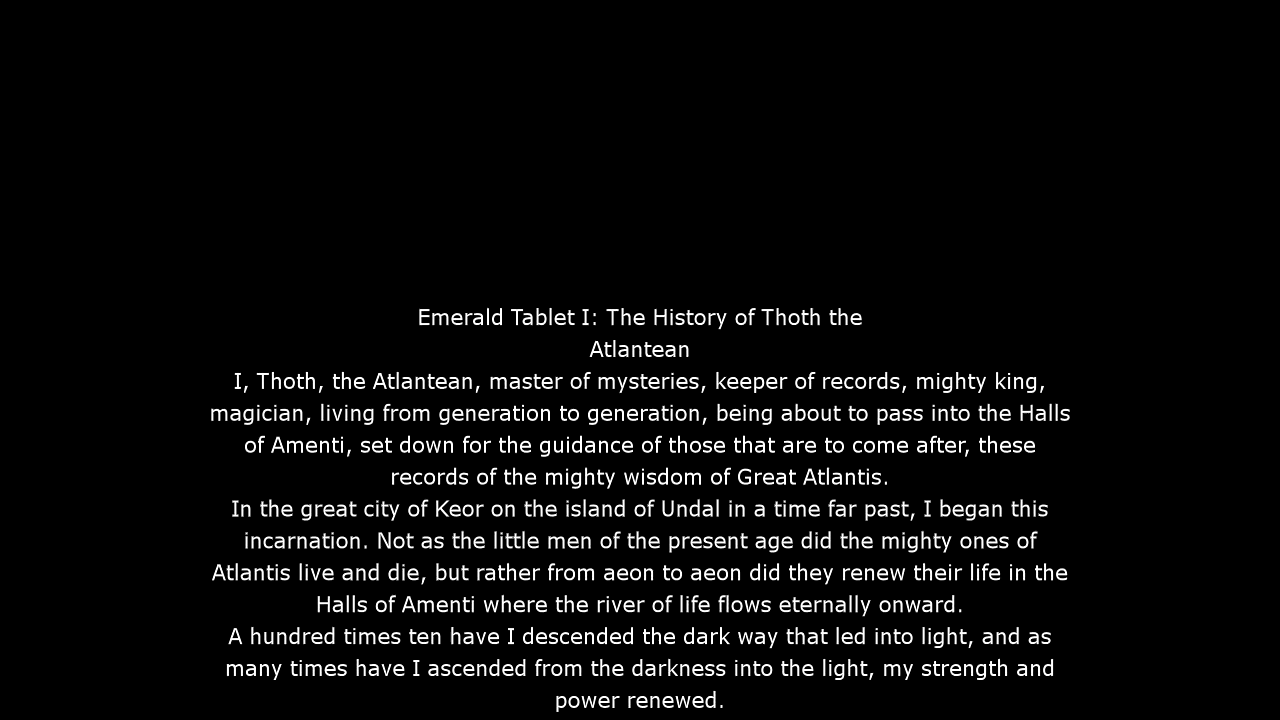 Emerald Tablet I: The History of Thoth the
Atlantean
I, Thoth, the Atlantean, master of mysteries, keeper of records, mighty king,
magician, living from generation to generation, being about to pass into the Halls
of Amenti, set down for the guidance of those that are to come after, these
records of the mighty wisdom of Great Atlantis.
In the great city of Keor on the island of Undal in a time far past, I began this
incarnation. Not as the little men of the present age did the mighty ones of
Atlantis live and die, but rather from aeon to aeon did they renew their life in the
Halls of Amenti where the river of life flows eternally onward.
A hundred times ten have I descended the dark way that led into light, and as
many times have I ascended from the darkness into the light, my strength and
power renewed.